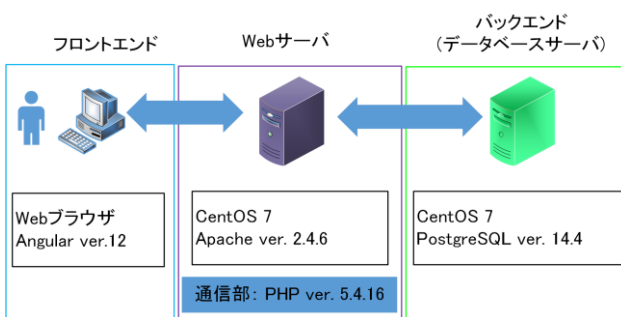 フロントエンド
Webサーバ
バックエンド
(データベースサーバ)
Webブラウザ
Angular ver.12
CentOS 7
Apache ver. 2.4.6
CentOS 7
PostgreSQL ver. 14.4
通信部: PHP ver. 5.4.16